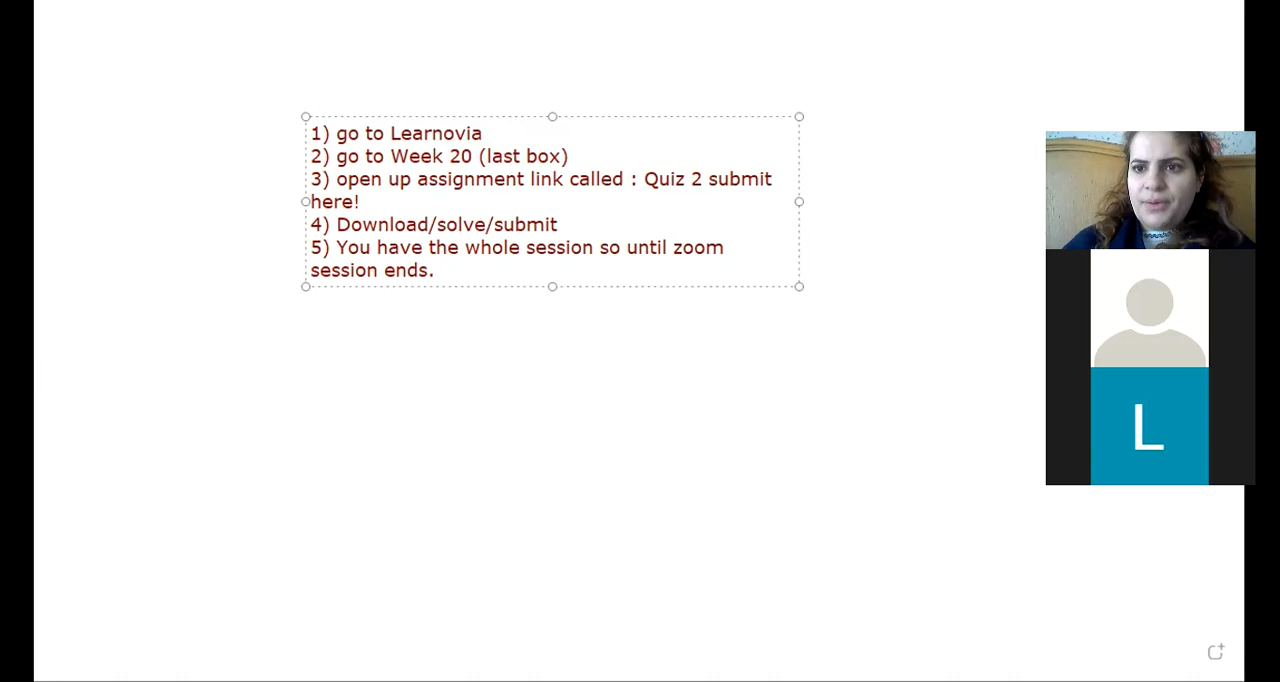 1) go to Learnovia
2) go to Week 20 (last box)
3) open up assignment link called : Quiz 2 submit
here!
4) Download/solve/submit
5) You have the whole session so until zoom
session ends.
L